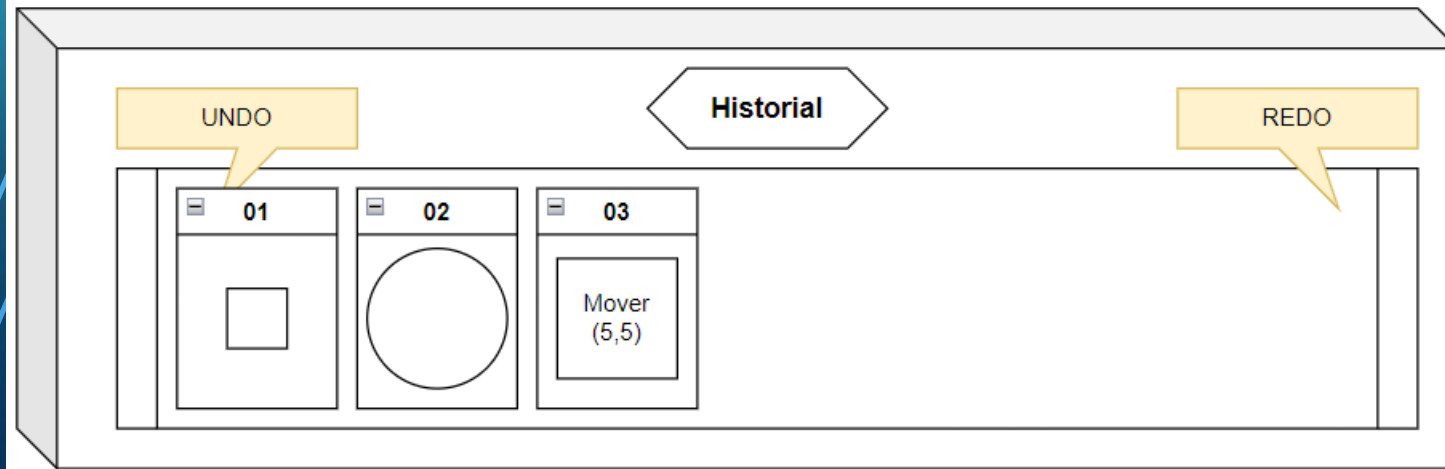 Historial
UNDO
REDO
01
02
03
Mover
(5,5)